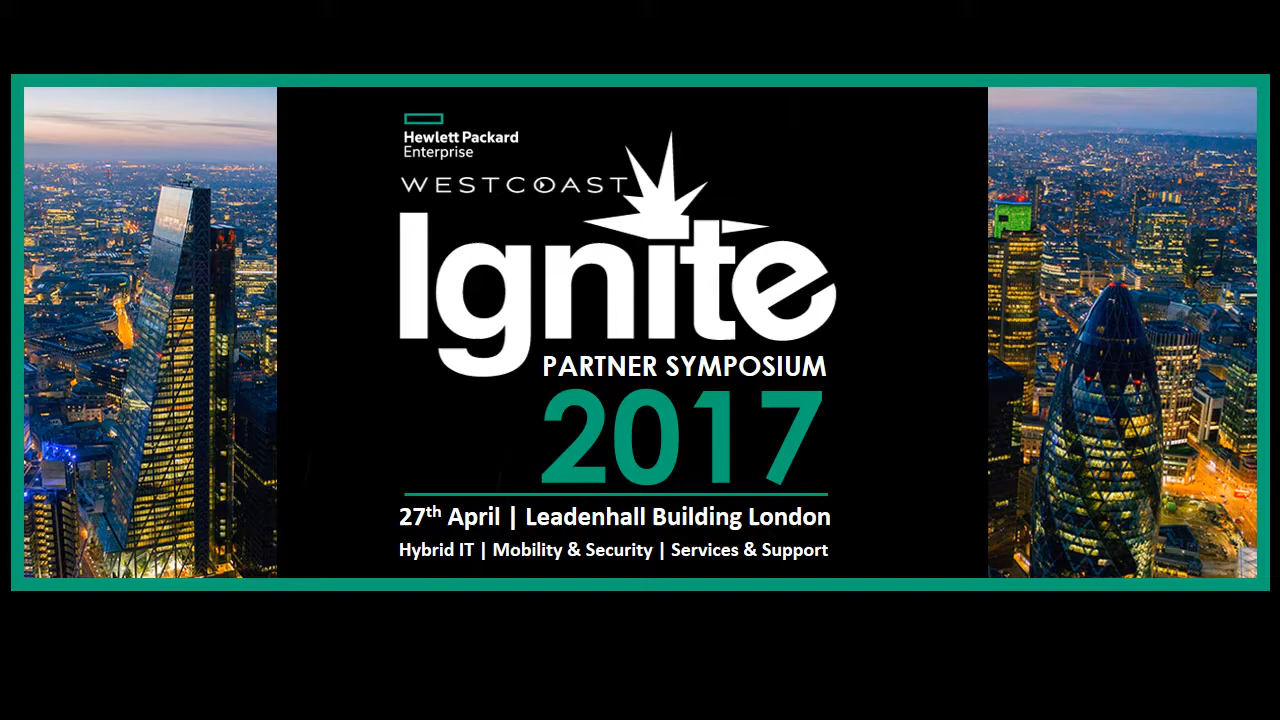 Hewlett Packard
Enterprise
WESTCOAST
Ignite
PARTNER SYMPOSIUM
2017
27th April | Leadenhall Building London
Hybrid IT | Mobility & Security | Services & Support